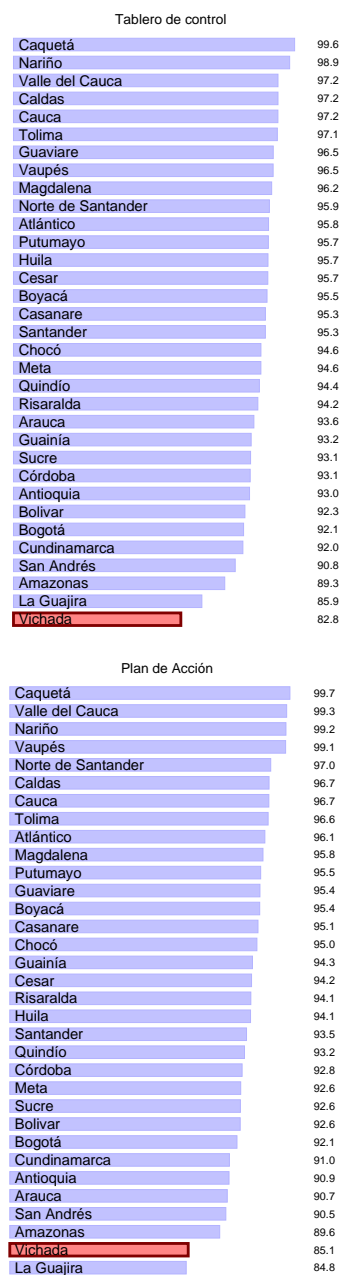 Tablero de control
Caquetá 99.6
Nariño 98.9
Valle del Cauca 97.2
Caldas 97.2
Cauca 97.2
Tolima 97.1
Guaviare 96.5
Vaupés 96.5
Magdalena 96.2
Norte de Santander 95.9
Atlántico 95.8
Putumayo 95.7
Huila 95.7
Cesar 95.7
Boyacá 95.5
Casanare 95.3
Santander 95.3
Chocó 94.6
Meta 94.6
Quindío 94.4
Risaralda 94.2
Arauca 93.6
Guainía 93.2
Sucre 93.1
Córdoba 93.1
Antioquia 93.0
Bolivar 92.3
Bogotá 92.1
Cundinamarca 92.0
San Andrés 90.8
Amazonas 89.3
La Guajira 85.9
Vichada 82.8
Plan de Acción
Caquetá 99.7
Valle del Cauca 99.3
Nariño 99.2
Vaupés 99.1
Norte de Santander 97.0
Caldas 96.7
Cauca 96.7
Tolima 96.6
Atlántico 96.1
Magdalena 95.8
Putumayo 95.5
Guaviare 95.4
Boyacá 95.4
Casanare 95.1
Chocó 95.0
Guainía 94.3
Cesar 94.2
Risaralda 94.1
Huila 94.1
Santander 93.5
Quindío 93.2
Córdoba 92.8
Meta 92.6
Sucre 92.6
Bolivar 92.6
Bogotá 92.1
Cundinamarca 91.0
Antioquia 90.9
Arauca 90.7
San Andrés 90.5
Amazonas 89.6
Vichada 85.1
La Guajira 84.8